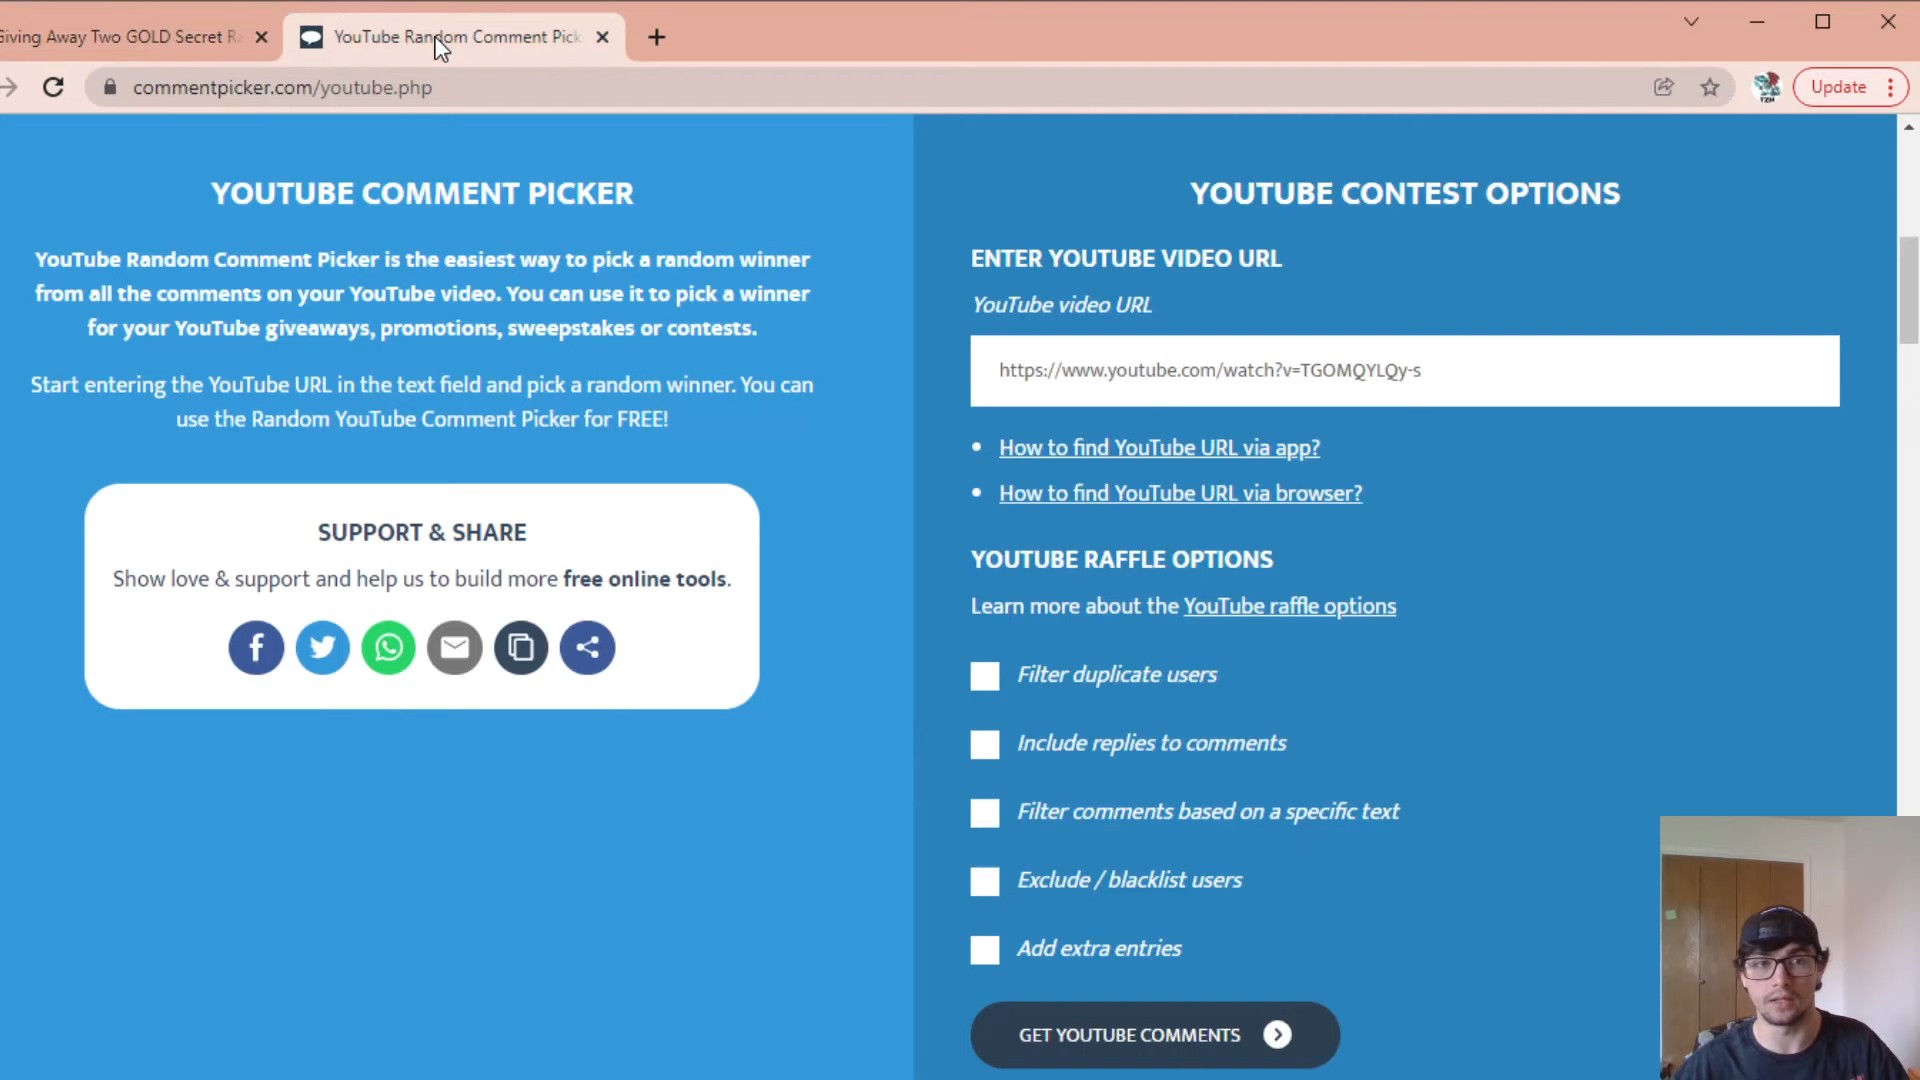 Giving Away Two GOLD Secret Ra
YouTube Random Comment Pick
commentpicker.com/youtube.php
Update
YOUTUBE COMMENT PICKER
YouTube Random Comment Picker is the easiest way to pick a random winner
from all the comments on your YouTube video. You can use it to pick a winner
for your YouTube giveaways, promotions, sweepstakes or contests.
Start entering the YouTube URL in the text field and pick a random winner. You can
use the Random YouTube Comment Picker for FREE!
SUPPORT & SHARE
Show love & support and help us to build more free online tools.
YOUTUBE CONTEST OPTIONS
ENTER YOUTUBE VIDEO URL
YouTube video URL
https://www.youtube.com/watch?v=TGOMQYLQy-s
How to find YouTube URL via app?
How to find YouTube URL via browser?
YOUTUBE RAFFLE OPTIONS
Learn more about the YouTube raffle options
Filter duplicate users
Include replies to comments
Filter comments based on a specific text
Exclude / blacklist users
Add extra entries
GET YOUTUBE COMMENTS